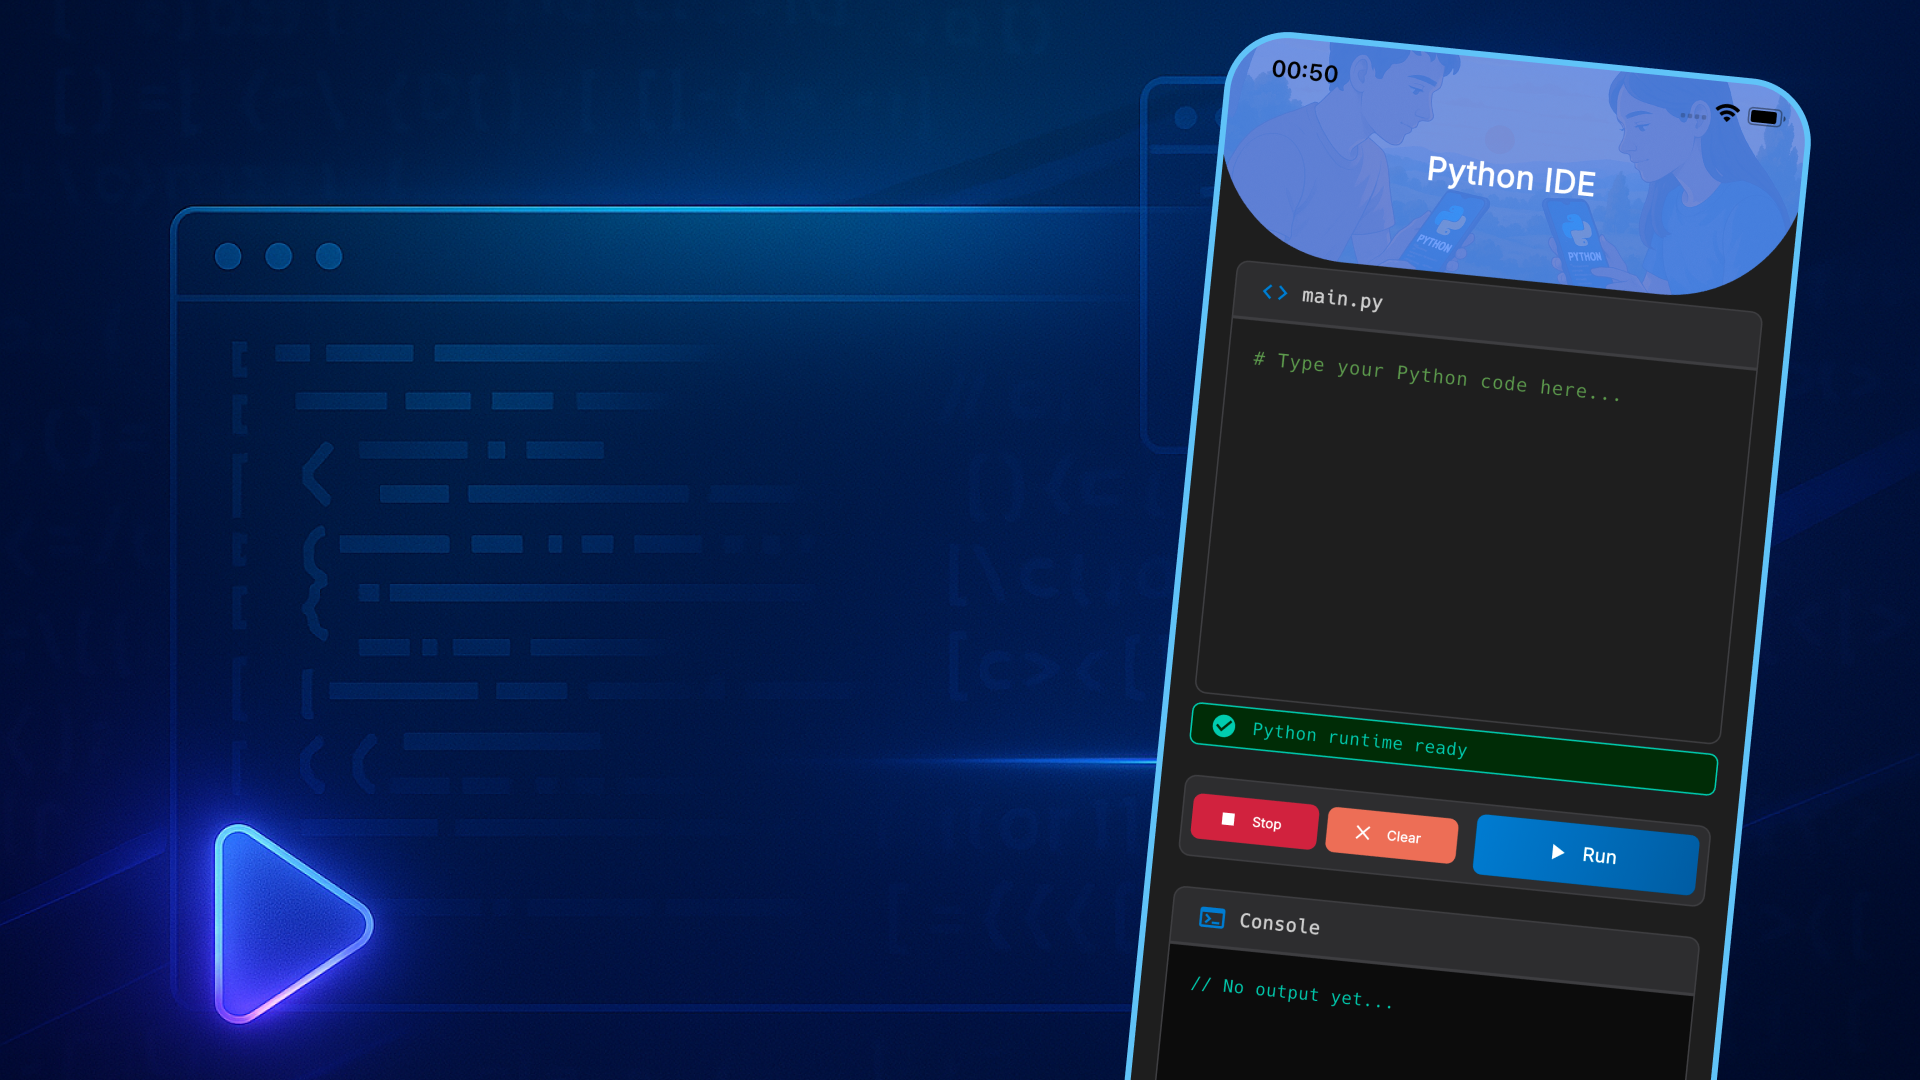 00:50
Python IDE
PYTHON
PYTHON
main.py
# Type your Python code here...
Python runtime ready
Stop
Clear
Run
Console
// No output yet...